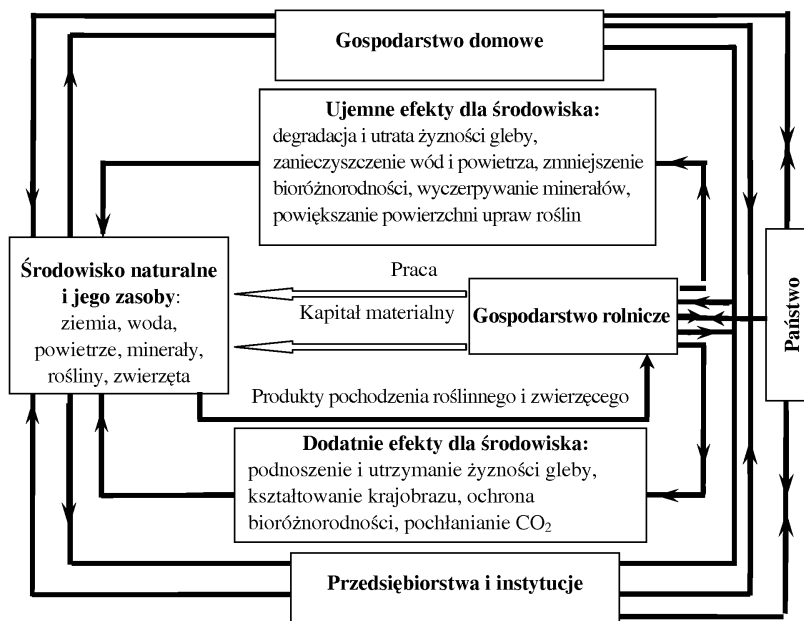 Gospodarstwo domowe
Ujemne efekty dla środowiska:
degradacja i utrata żyzności gleby,
zanieczyszczenie wód i powietrza, zmniejszenie
bioróżnorodności, wyczerpywanie minerałów,
powiększanie powierzchni upraw roślin
Środowisko naturalne
i jego zasoby:
ziemia, woda,
powietrze, minerały,
rośliny, zwierzęta
Praca
Kapitał materialny
Gospodarstwo rolnicze
Państwo
Produkty pochodzenia roślinnego i zwierzęcego
Dodatnie efekty dla środowiska:
podnoszenie i utrzymanie żyzności gleby,
kształtowanie krajobrazu, ochrona
bioróżnorodności, pochłanianie CO₂
Przedsiębiorstwa i instytucje